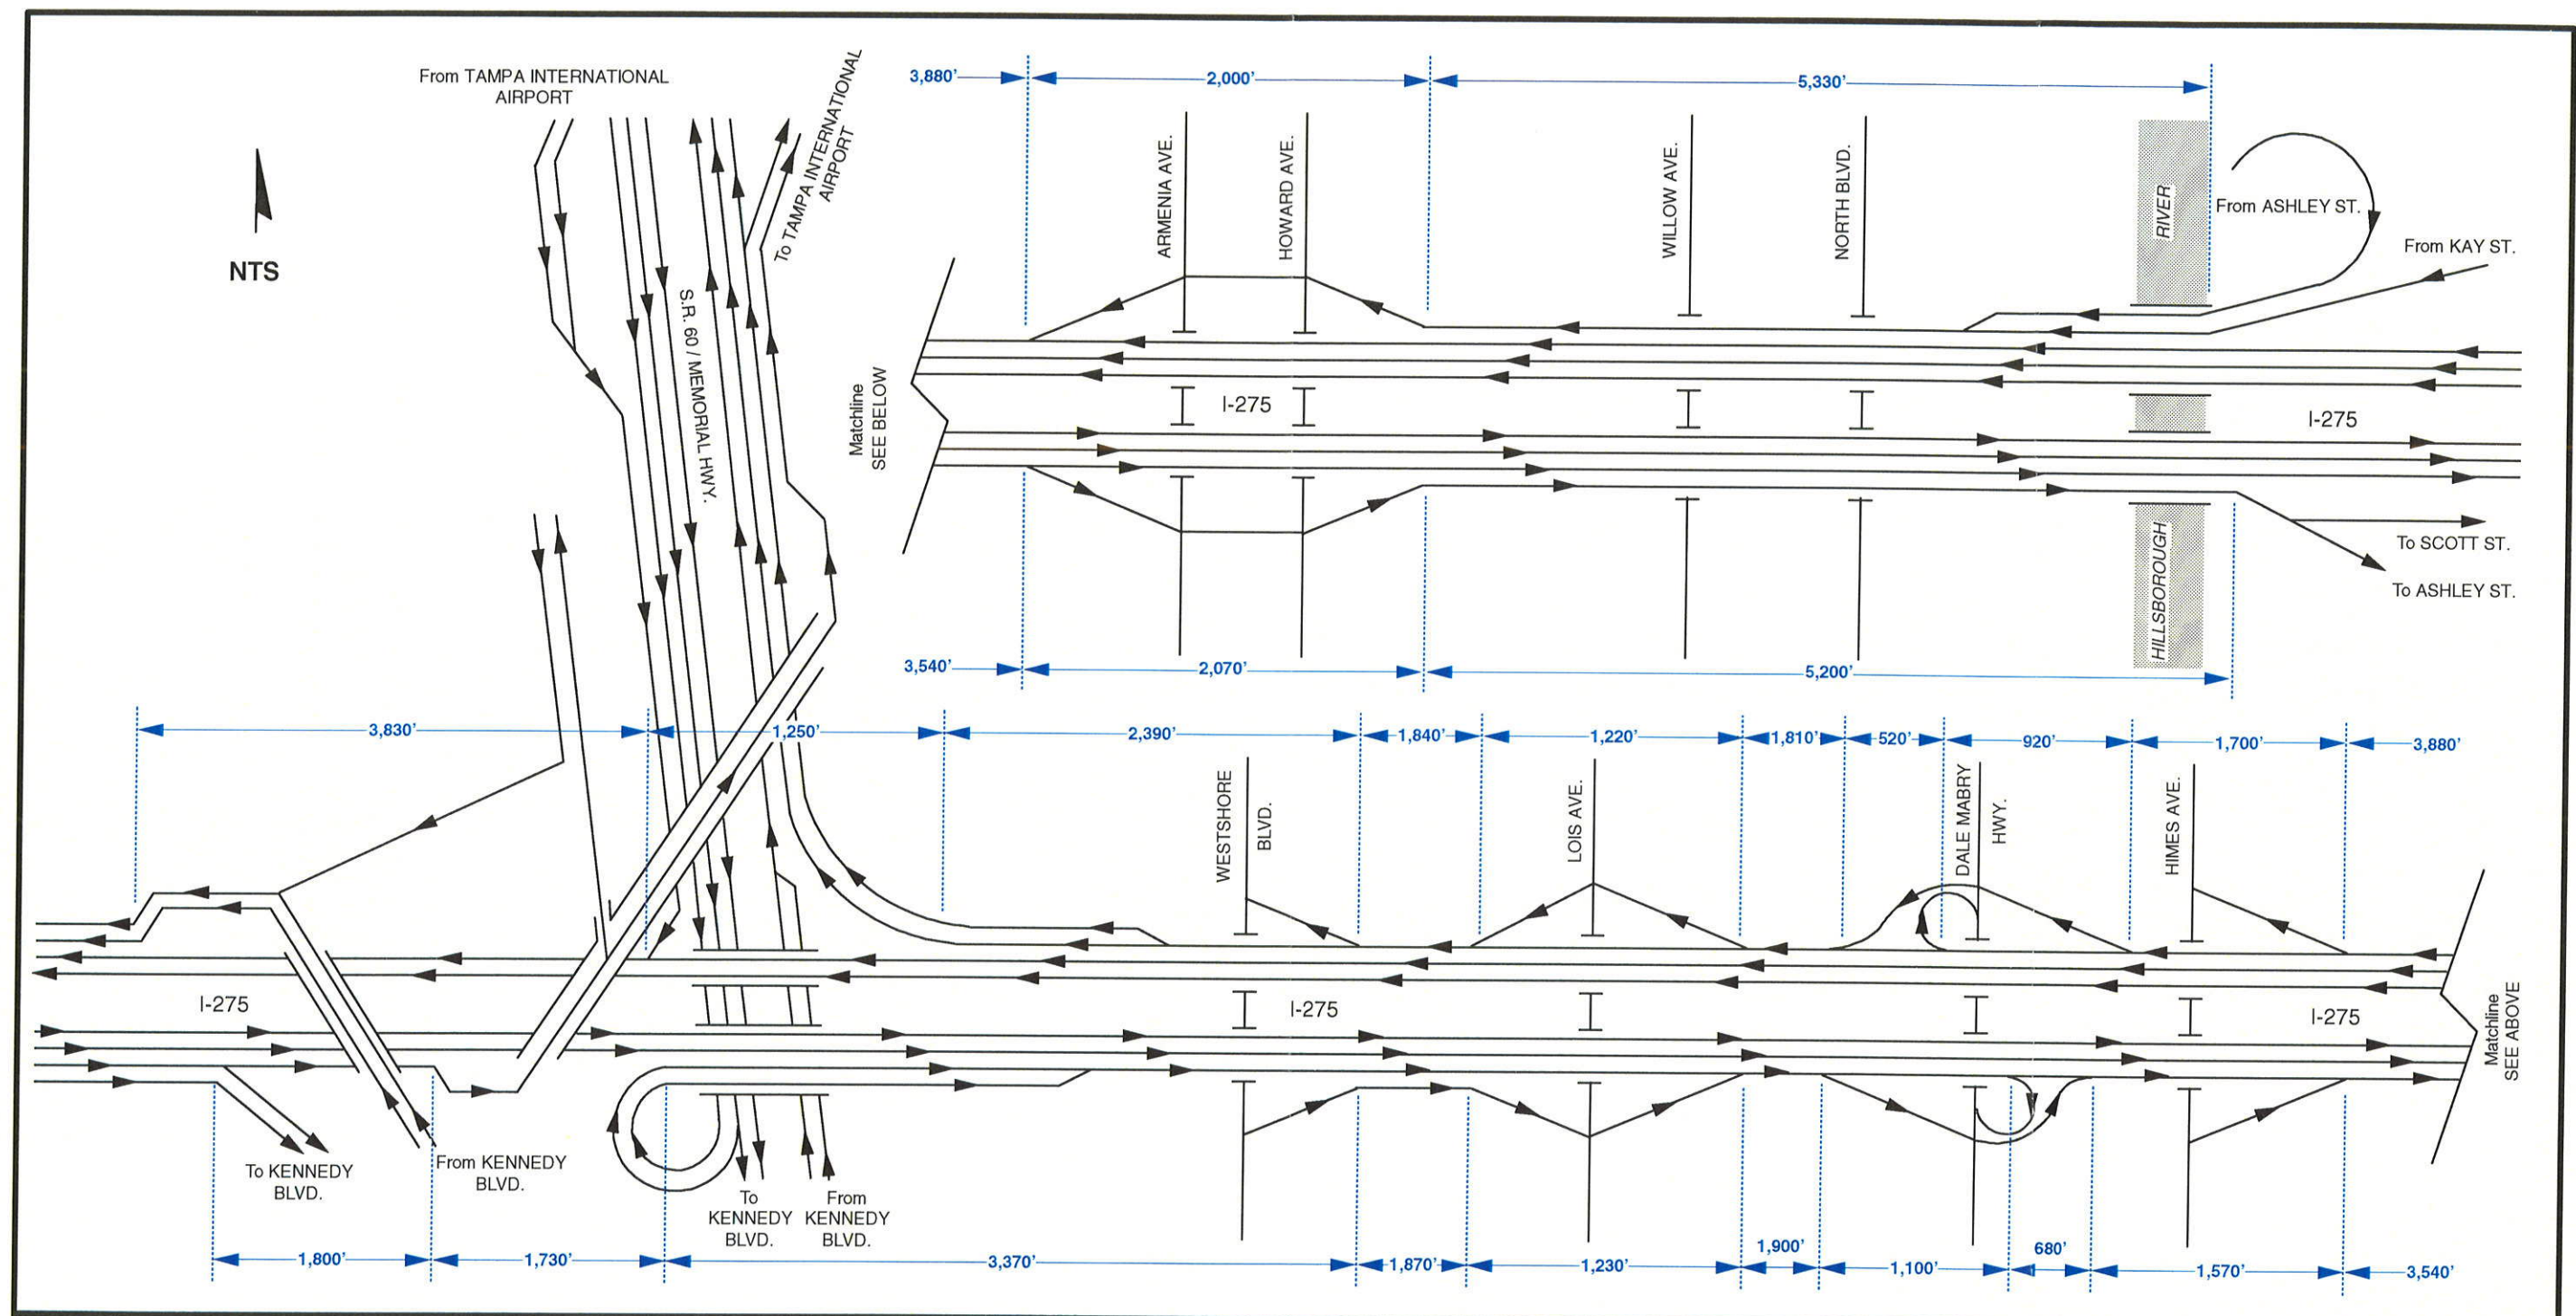 From TAMPA INTERNATIONAL
AIRPORT
To TAMPA INTERNATIONAL
AIRPORT
NTS
S.R. 60 / MEMORIAL HWY.
3,880'
2,000'
5,330'
ARMENIA AVE.
HOWARD AVE.
WILLOW AVE.
NORTH BLVD.
RIVER
From ASHLEY ST.
From KAY ST.
Matchline
SEE BELOW
I-275
I-275
To SCOTT ST.
To ASHLEY ST.
HILLSBOROUGH
3,540'
2,070'
5,200'
3,830'
1,250'
2,390'
1,840'
1,220'
1,810'
520'
920'
1,700'
3,880'
WESTSHORE
BLVD.
LOIS AVE.
DALE MABRY
HWY.
HIMES AVE.
I-275
I-275
I-275
Matchline
SEE ABOVE
To KENNEDY
BLVD.
From KENNEDY
BLVD.
To
KENNEDY
BLVD.
From
KENNEDY
BLVD.
1,800'
1,730'
3,370'
1,870'
1,230'
1,900'
1,100'
680'
1,570'
3,540'